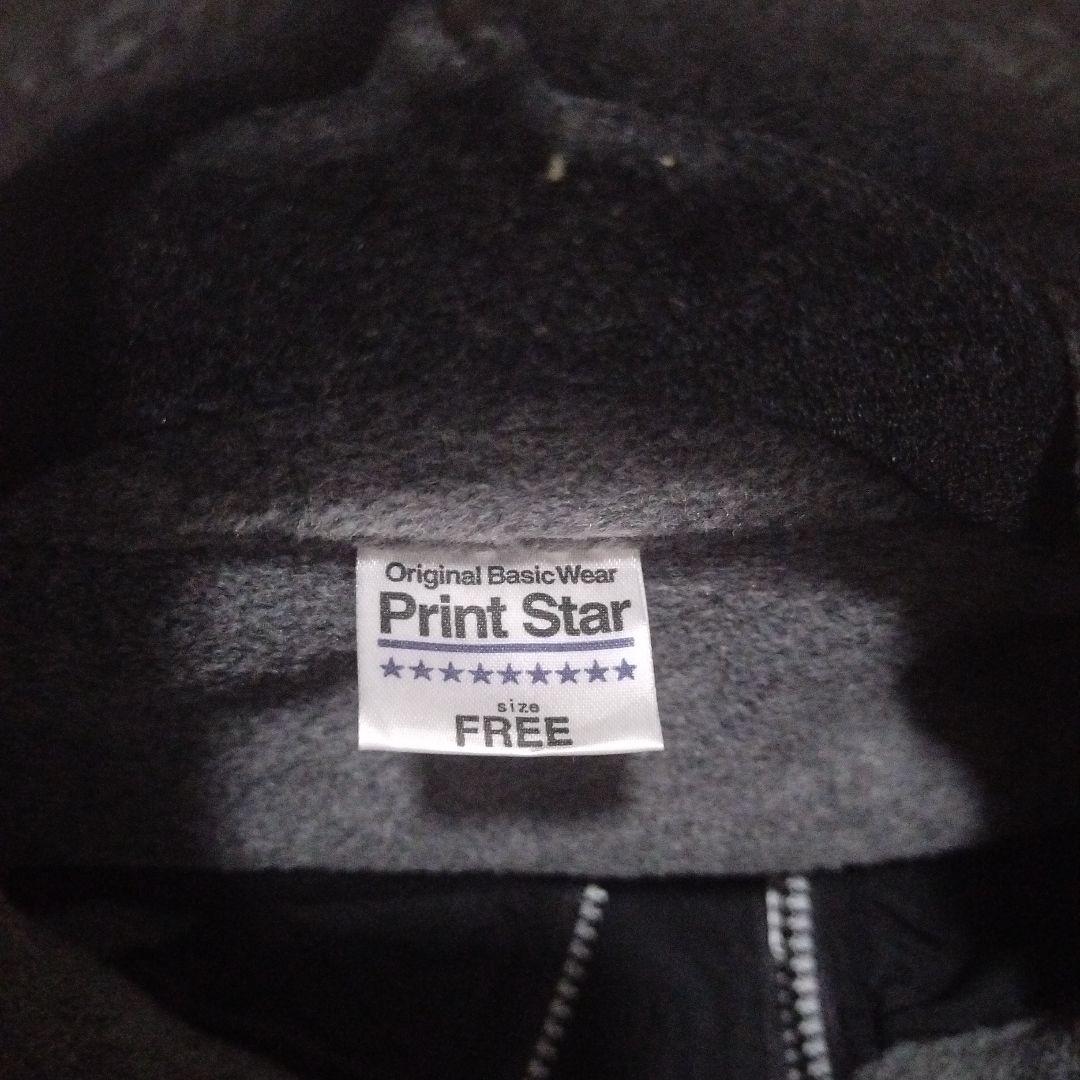 Original BasicWear
Print Star
★★★★★★★★★
size
FREE